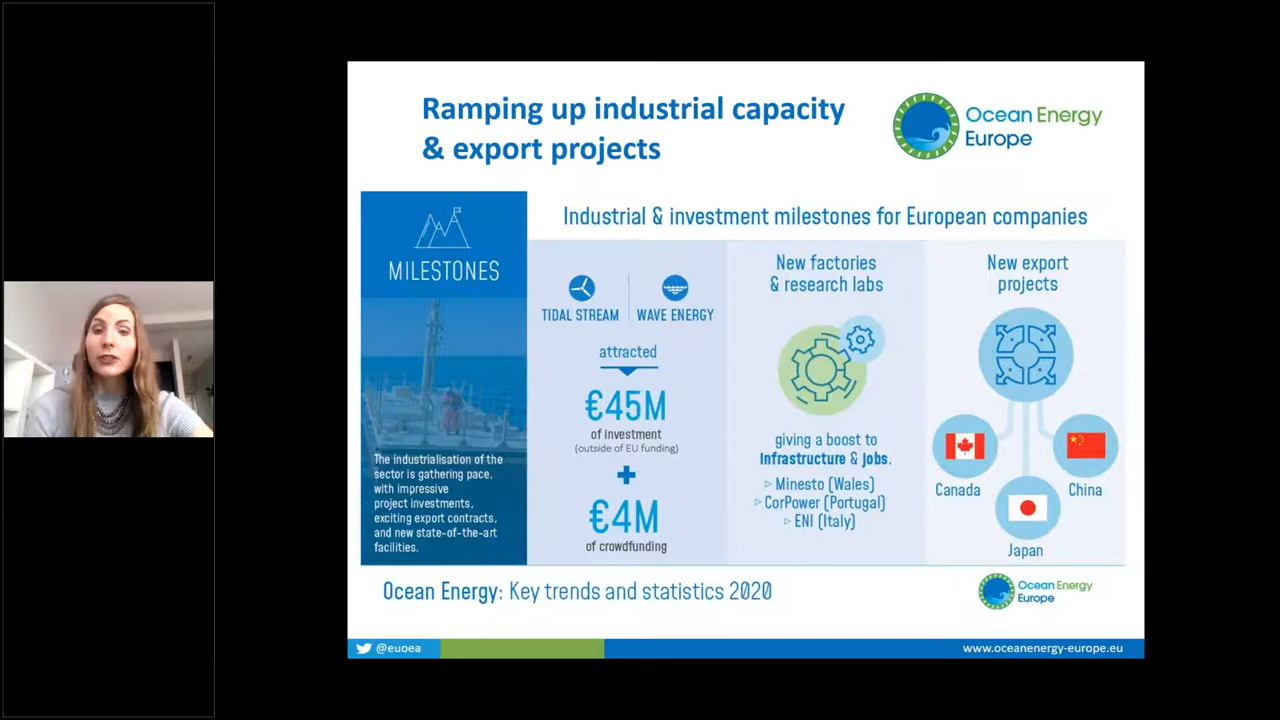 Ramping up industrial capacity
& export projects
Ocean Energy
Europe
MILESTONES
The industrialisation of the
sector is gathering pace,
with impressive
project investments,
exciting export contracts,
and new state-of-the-art
facilities.
Industrial & investment milestones for European companies
TIDAL STREAM
WAVE ENERGY
attracted
€45M
of investment
(outside of EU funding)
+
€4M
of crowdfunding
New factories
& research labs
giving a boost to
infrastructure & jobs.
▷ Minesto (Wales)
▷ CorPower (Portugal)
▷ ENI (Italy)
New export
projects
Canada
China
Japan
Ocean Energy: Key trends and statistics 2020
Ocean Energy
Europe
@euoea
www.oceanenergy-europe.eu